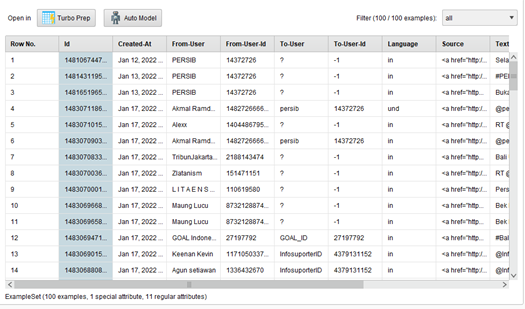 Open in Turbo Prep Auto Model Filter (100 / 100 examples): all
Row No. Id Created-At From-User From-User-Id To-User To-User-Id Language Source Text
1 1481067447... Jan 12, 2022 ... PERSIB 14372726 ? -1 in <a href="http:... Sela
2 1481431195... Jan 13, 2022 ... PERSIB 14372726 ? -1 in <a href="http:... #PE
3 1481651965... Jan 13, 2022 ... PERSIB 14372726 ? -1 in <a href="http... Buka
4 1483071186... Jan 17, 2022 ... Akmal Ramd... 1482726666... persib 14372726 und <a href="http:/... @pe
5 1483071015... Jan 17, 2022 ... Alexx 1404486795... ? -1 in <a href="http:/... RT @
6 1483070903... Jan 17, 2022 ... Akmal Ramd... 1482726666... persib 14372726 in <a href="http:/... @pe
7 1483070833... Jan 17, 2022 ... TribunJakarta... 2188143474 ? -1 in <a href="http:/... Bali
8 1483070036... Jan 17, 2022 ... Zlatanism 151471151 ? -1 in <a href="http:/... RT @
9 1483070001... Jan 17, 2022 ... L I T A E N S ... 110619580 ? -1 in <a href="http:/... Pers
10 1483069668... Jan 17, 2022 ... Maung Lucu 8732128874... ? -1 in <a href="http:/... Bek
11 1483069658... Jan 17, 2022 ... Maung Lucu 8732128874... ? -1 in <a href="http:/... Bek
12 1483069471... Jan 17, 2022 ... GOAL Indone... 27197792 GOAL_ID 27197792 in <a href="http... #Bal
13 1483069015... Jan 17, 2022 ... Keenan Kevin 1171050337... InfosuporterID 4379131152 in <a href="http:/... @Inf
14 1483068808... Jan 17, 2022 ... Agun setiawan 1336432670 InfosuporterID 4379131152 in <a href="http:/... @Inf
ExampleSet (100 examples, 1 special attribute, 11 regular attributes)